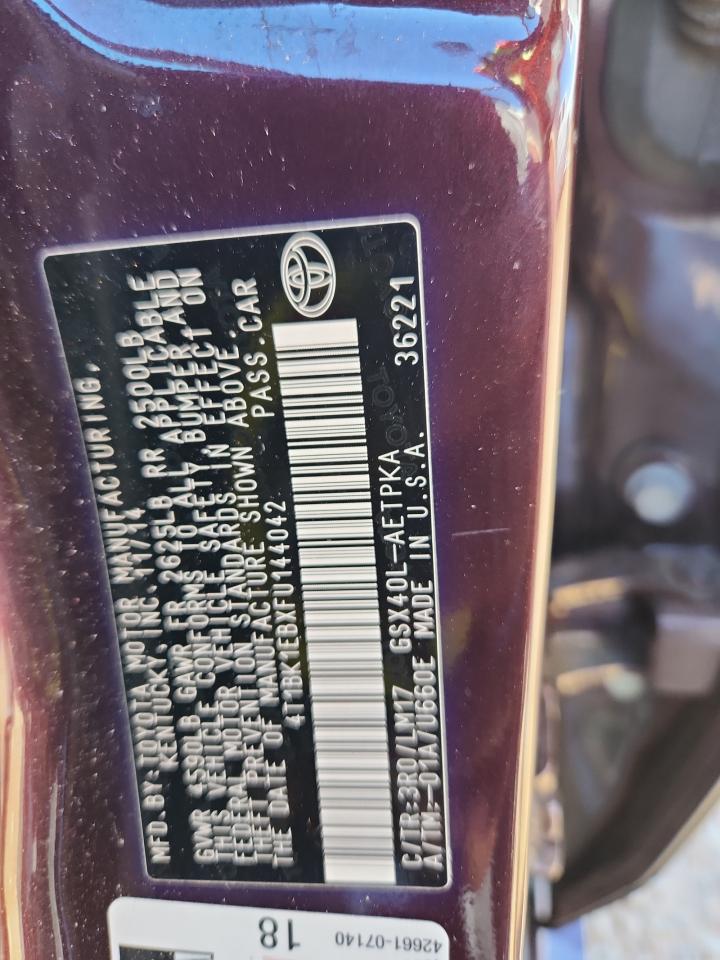 MFD.BY:TOYOTA MOTOR MANUFACTURING,
KENTUCKY, INC. 11/14
GVWR 4590LB GAWR FR 2625LB RR 2500LB
THIS VEHICLE CONFORMS TO ALL APPLICABLE
FEDERAL MOTOR VEHICLE SAFETY, BUMPER, AND
THEFT PREVENTION STANDARDS IN EFFECT ON
THE DATE OF MANUFACTURE SHOWN ABOVE.
4T1BK1EBXFU144042 PASS.CAR
C/TR:3R0/LM17 GSX40L-AETPKA 36221
A/TM:-01A/U660E MADE IN U.S.A.
18
42661-07140